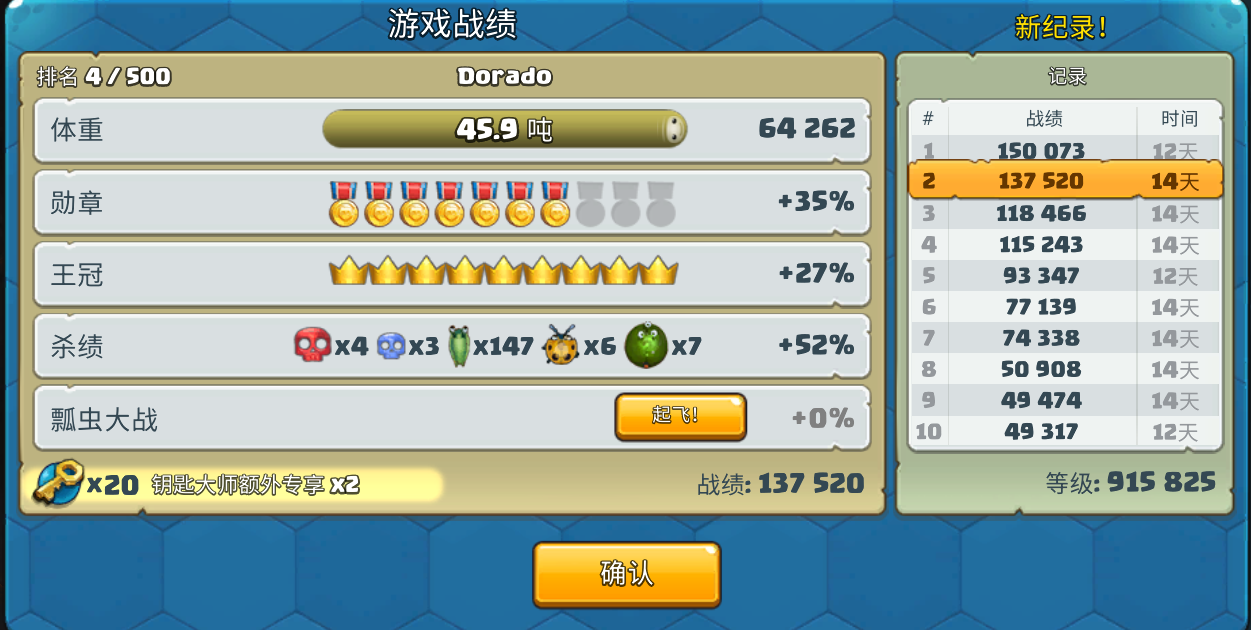 游戏战绩
新纪录！
排名 4 / 500 Dorado
体重 45.9 吨 64 262
勋章 +35%
王冠 +27%
杀绩 x4 x3 x147 x6 x7 +52%
瓢虫大战 起飞！ +0%
x20 钥匙大师额外专享 x2 战绩: 137 520
记录
# 战绩 时间
1 150 073 12天
2 137 520 14天
3 118 466 14天
4 115 243 14天
5 93 347 12天
6 77 139 14天
7 74 338 14天
8 50 908 14天
9 49 474 14天
10 49 317 12天
等级: 915 825
确认